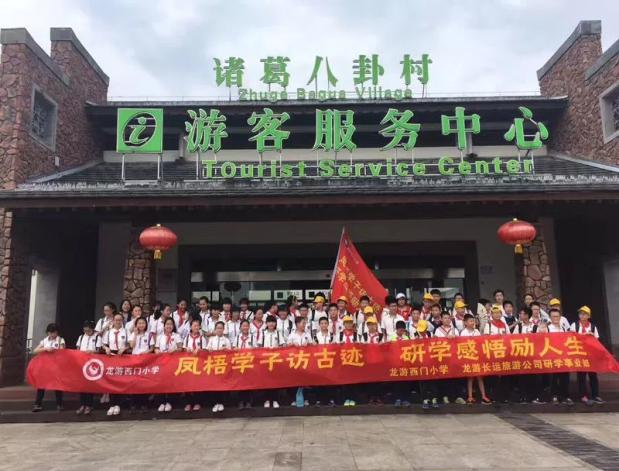 诸葛八卦村
Zhuge Bagua Village
i 游客服务中心
TOurist Service Center
龙游西门小学 凤梧学子访古迹 研学感悟励人生
龙游西门小学 龙游长运旅游公司研学事业部